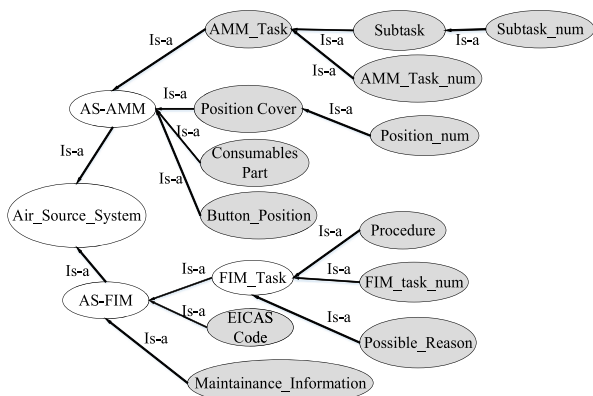 Is-a
AMM_Task
Is-a
Subtask
Is-a
Subtask_num
Is-a
AMM_Task_num
AS-AMM
Is-a
Position Cover
Is-a
Position_num
Is-a
Consumables
Part
Is-a
Button_Position
Is-a
Air_Source_System
Is-a
AS-FIM
Is-a
FIM_Task
Is-a
Procedure
Is-a
FIM_task_num
Is-a
EICAS
Code
Is-a
Possible_Reason
Is-a
Maintainance_Information